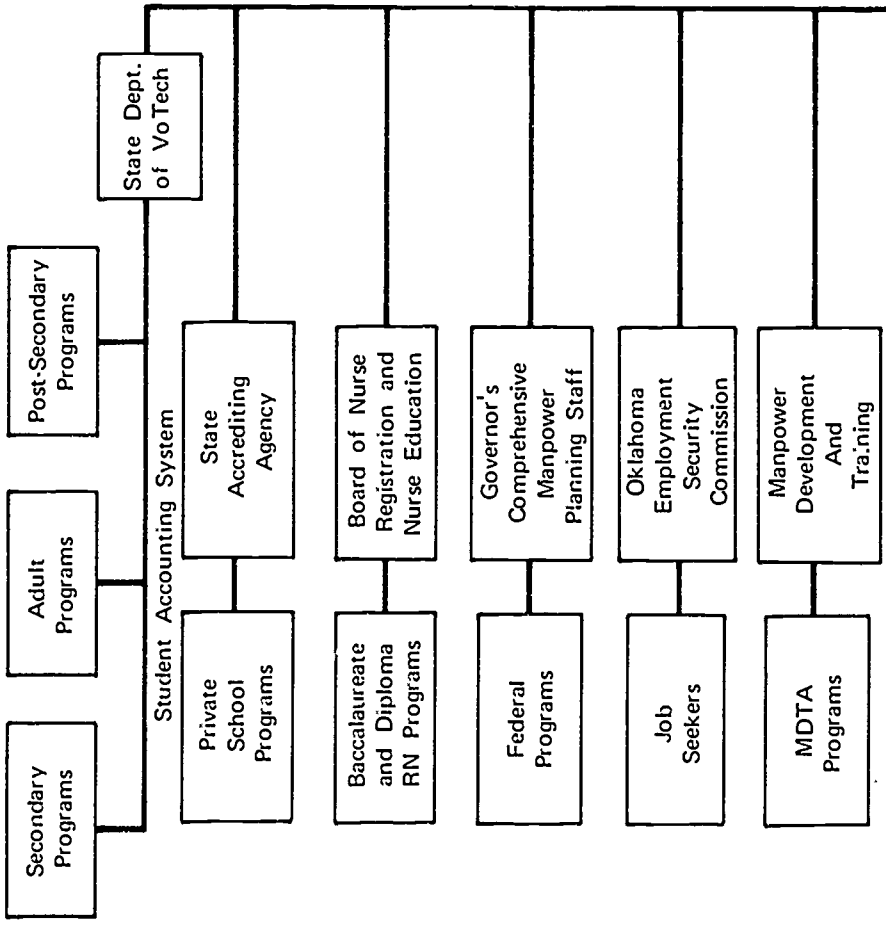 Secondary
Programs
Adult
Programs
Post-Secondary
Programs
State Dept.
of VoTech
Student Accounting System
Private
School
Programs
State
Accrediting
Agency
Baccalaureate
and Diploma
RN Programs
Board of Nurse
Registration and
Nurse Education
Federal
Programs
Governor's
Comprehensive
Manpower
Planning Staff
Job
Seekers
Oklahoma
Employment
Security
Commission
MDTA
Programs
Manpower
Development
And
Training